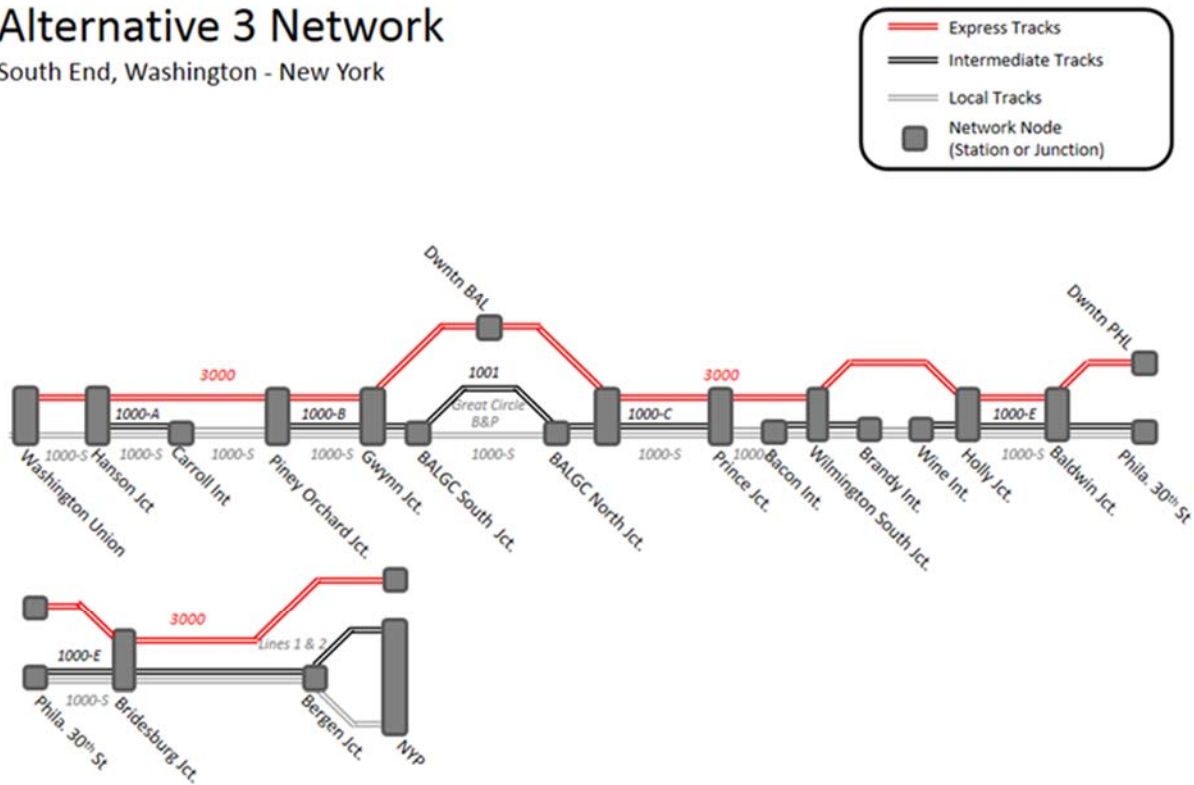 Alternative 3 Network
South End, Washington - New York
Express Tracks
Intermediate Tracks
Local Tracks
Network Node
(Station or Junction)
Dwntn BAL
Dwntn PHL
3000
1001
3000
1000-A
1000-B
Great Circle
B&P
1000-C
1000-E
1000-S
1000-S
1000-S
1000-S
1000-S
1000-S
1000
1000-S
Washington Union
Hanson Jct
Carroll Int
Piney Orchard Jct.
Gwynn Jct.
BALGC South Jct.
BALGC North Jct.
Prince Jct.
Bacon Int.
Wilmington South Jct.
Brandy Int.
Wine Int.
Holly Jct.
Baldwin Jct.
Phila. 30th St
3000
Lines 1 & 2
1000-E
1000-S
Phila. 30th St
Bridesburg Jct.
Bergen Jct.
NYP